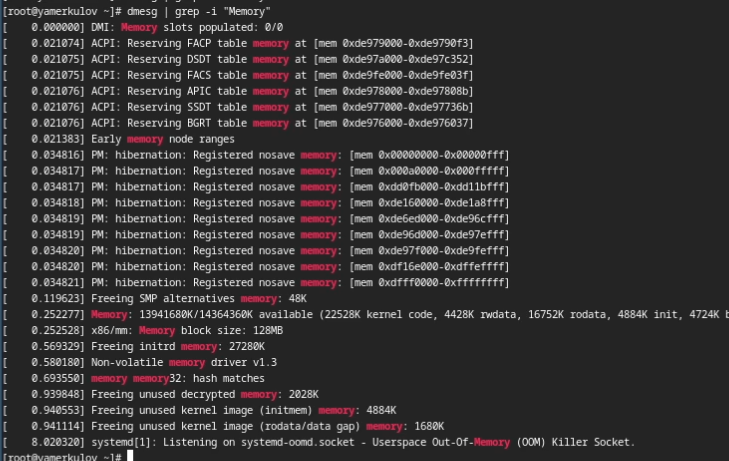 [root@yamerkulov ~]# dmesg | grep -i "Memory"
[    0.000000] DMI: Memory slots populated: 0/0
[    0.021074] ACPI: Reserving FACP table memory at [mem 0xde979000-0xde9790f3]
[    0.021075] ACPI: Reserving DSDT table memory at [mem 0xde97a000-0xde97c352]
[    0.021075] ACPI: Reserving FACS table memory at [mem 0xde9fe000-0xde9fe03f]
[    0.021076] ACPI: Reserving APIC table memory at [mem 0xde978000-0xde97808b]
[    0.021076] ACPI: Reserving SSDT table memory at [mem 0xde977000-0xde97736b]
[    0.021076] ACPI: Reserving BGRT table memory at [mem 0xde976000-0xde976037]
[    0.021383] Early memory node ranges
[    0.034816] PM: hibernation: Registered nosave memory: [mem 0x00000000-0x00000fff]
[    0.034817] PM: hibernation: Registered nosave memory: [mem 0x000a0000-0x000fffff]
[    0.034817] PM: hibernation: Registered nosave memory: [mem 0xdd0fb000-0xdd11bfff]
[    0.034818] PM: hibernation: Registered nosave memory: [mem 0xde160000-0xde1a8fff]
[    0.034819] PM: hibernation: Registered nosave memory: [mem 0xde6ed000-0xde96cfff]
[    0.034819] PM: hibernation: Registered nosave memory: [mem 0xde96d000-0xde97efff]
[    0.034820] PM: hibernation: Registered nosave memory: [mem 0xde97f000-0xde9fefff]
[    0.034820] PM: hibernation: Registered nosave memory: [mem 0xdf16e000-0xdffeffff]
[    0.034821] PM: hibernation: Registered nosave memory: [mem 0xdfff0000-0xffffffff]
[    0.119623] Freeing SMP alternatives memory: 48K
[    0.252277] Memory: 13941680K/14364360K available (22528K kernel code, 4428K rwdata, 16752K rodata, 4884K init, 4724K b
[    0.252528] x86/mm: Memory block size: 128MB
[    0.569329] Freeing initrd memory: 27280K
[    0.580180] Non-volatile memory driver v1.3
[    0.693550] memory memory32: hash matches
[    0.939848] Freeing unused decrypted memory: 2028K
[    0.940553] Freeing unused kernel image (initmem) memory: 4884K
[    0.941114] Freeing unused kernel image (rodata/data gap) memory: 1680K
[    8.020320] systemd[1]: Listening on systemd-oomd.socket - Userspace Out-Of-Memory (OOM) Killer Socket.
[root@yamerkulov ~]#